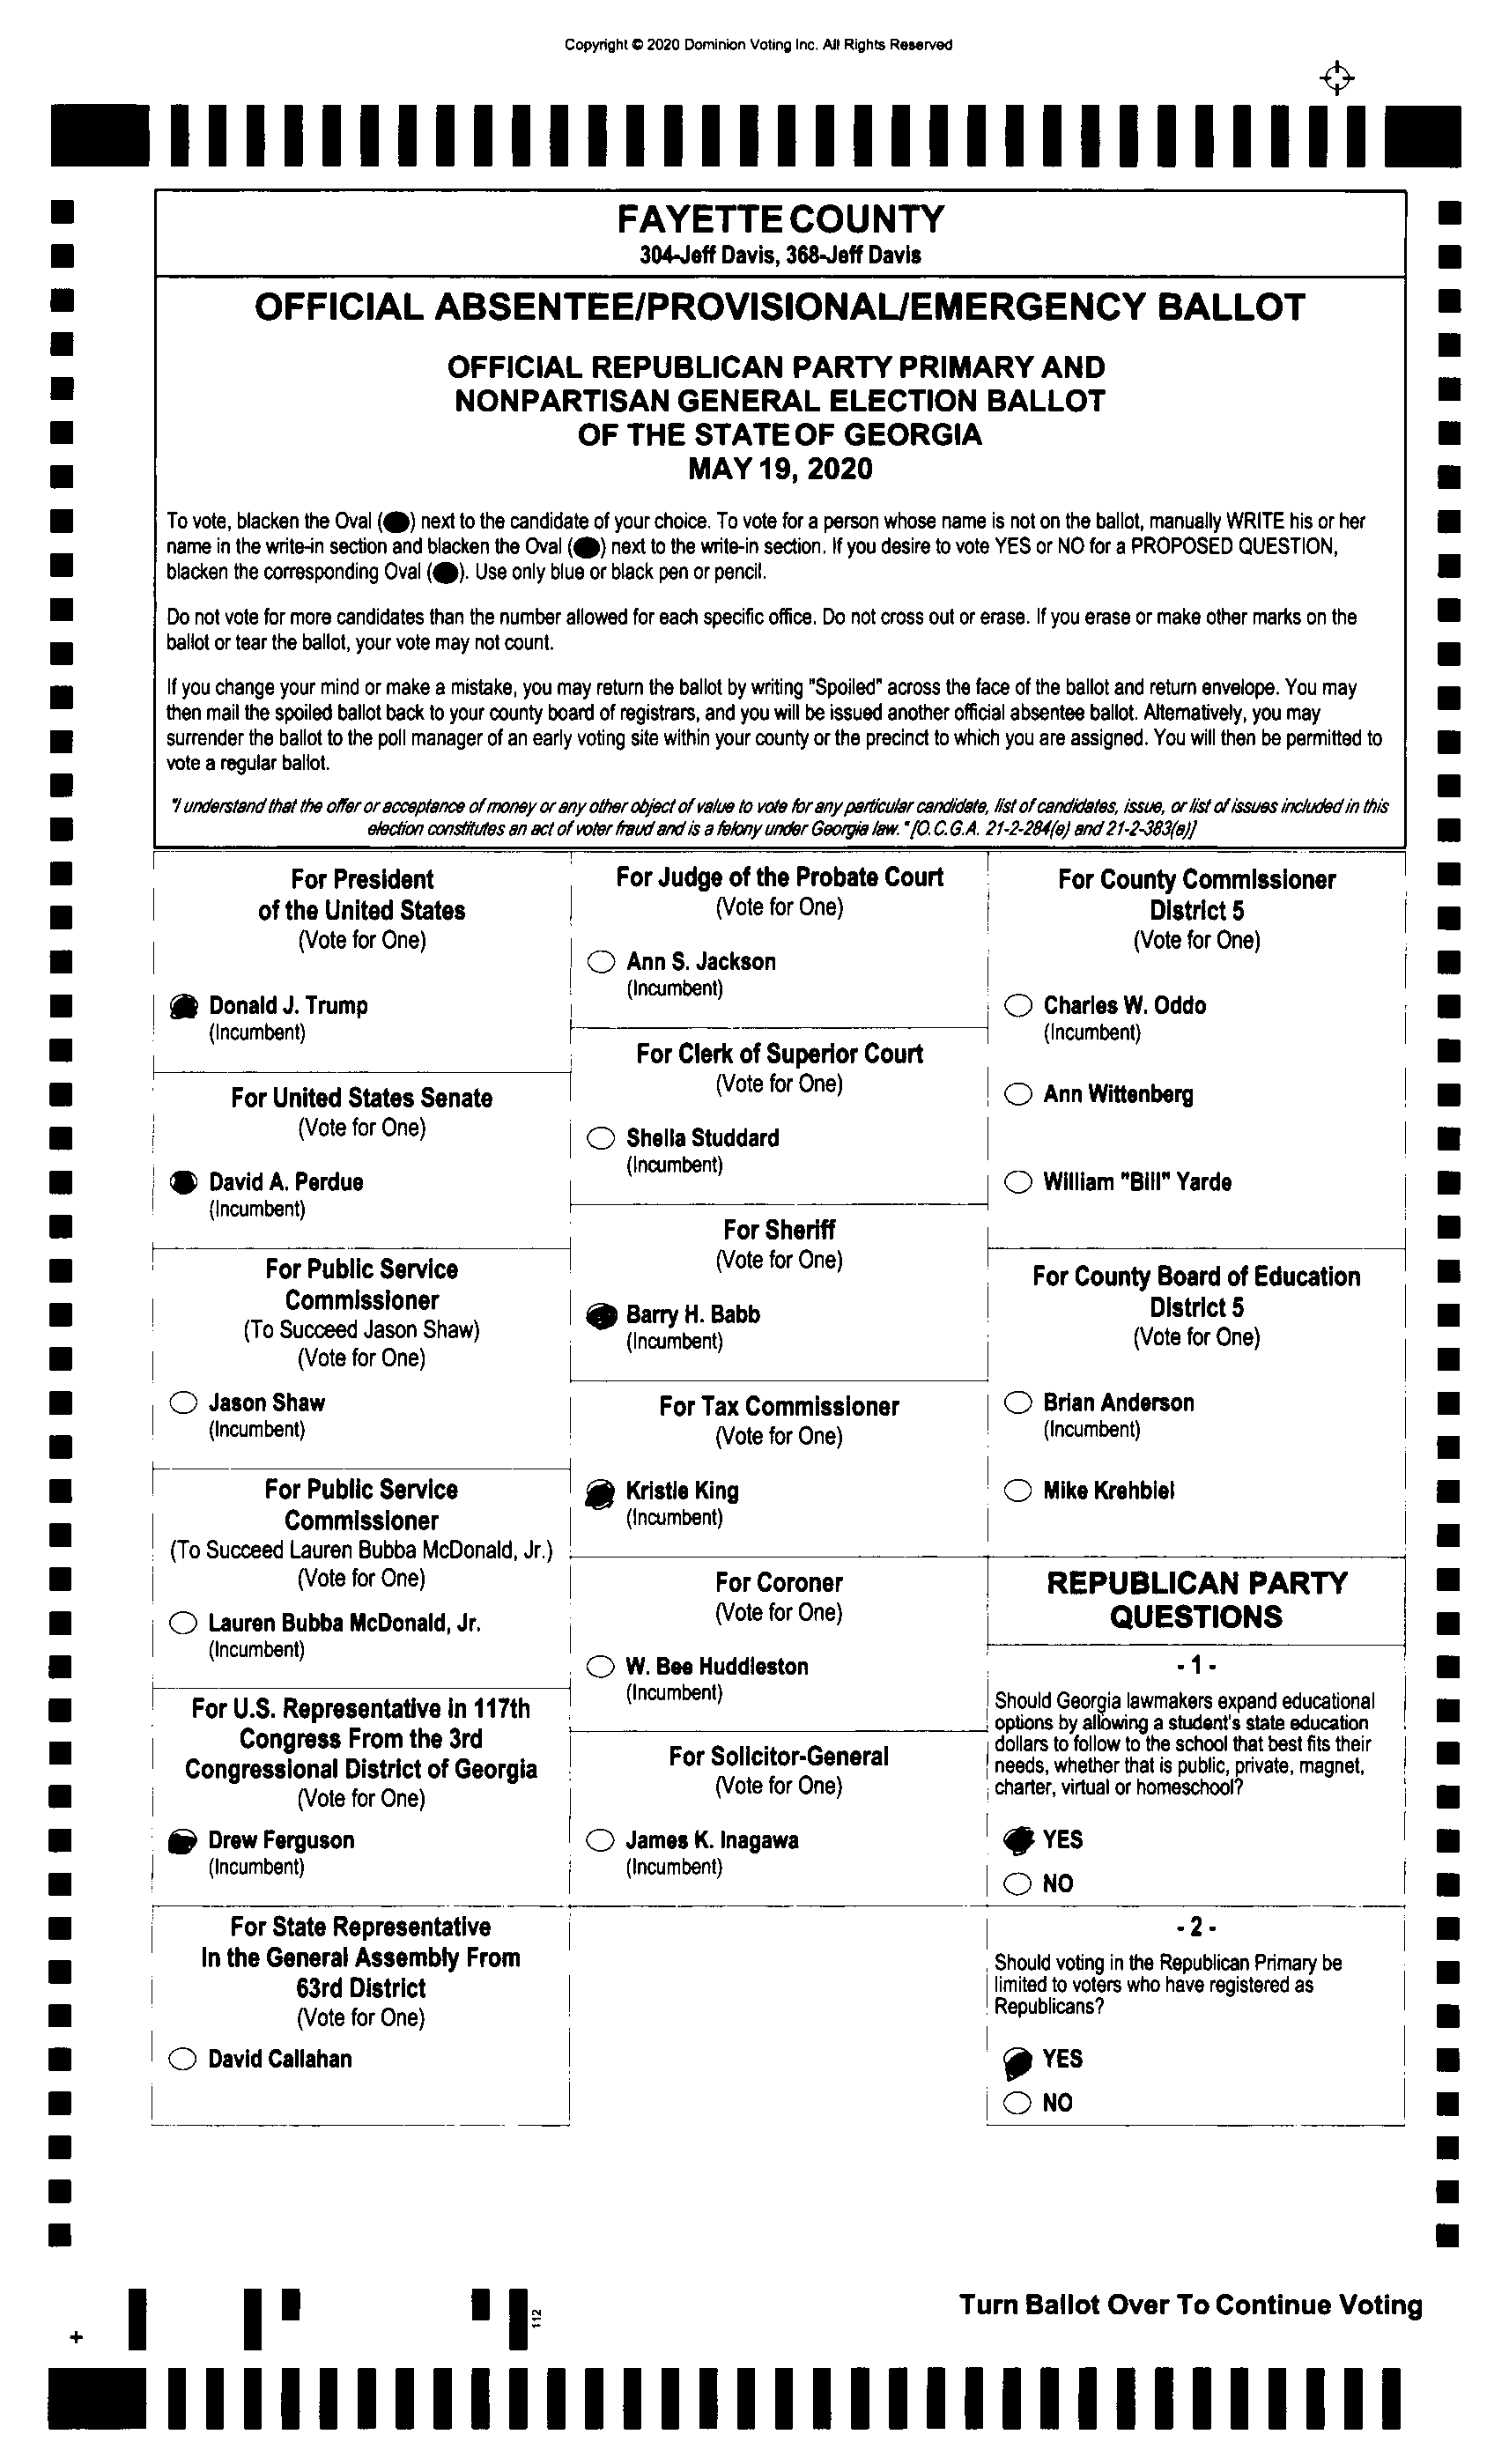 Copyright © 2020 Dominion Voting Inc. All Rights Reserved
FAYETTE COUNTY
304-Jeff Davis, 368-Jeff Davis
OFFICIAL ABSENTEE/PROVISIONAL/EMERGENCY BALLOT
OFFICIAL REPUBLICAN PARTY PRIMARY AND
NONPARTISAN GENERAL ELECTION BALLOT
OF THE STATE OF GEORGIA
MAY 19, 2020
To vote, blacken the Oval (●) next to the candidate of your choice. To vote for a person whose name is not on the ballot, manually WRITE his or her
name in the write-in section and blacken the Oval (●) next to the write-in section. If you desire to vote YES or NO for a PROPOSED QUESTION,
blacken the corresponding Oval (●). Use only blue or black pen or pencil.
Do not vote for more candidates than the number allowed for each specific office. Do not cross out or erase. If you erase or make other marks on the
ballot or tear the ballot, your vote may not count.
If you change your mind or make a mistake, you may return the ballot by writing "Spoiled" across the face of the ballot and return envelope. You may
then mail the spoiled ballot back to your county board of registrars, and you will be issued another official absentee ballot. Alternatively, you may
surrender the ballot to the poll manager of an early voting site within your county or the precinct to which you are assigned. You will then be permitted to
vote a regular ballot.
"I understand that the offer or acceptance of money or any other object of value to vote for any particular candidate, list of candidates, issue, or list of issues included in this
election constitutes an act of voter fraud and is a felony under Georgia law." [O.C.G.A. 21-2-284(e) and 21-2-383(a)]
For President
of the United States
(Vote for One)
Donald J. Trump
(Incumbent)
For United States Senate
(Vote for One)
David A. Perdue
(Incumbent)
For Public Service
Commissioner
(To Succeed Jason Shaw)
(Vote for One)
Jason Shaw
(Incumbent)
For Public Service
Commissioner
(To Succeed Lauren Bubba McDonald, Jr.)
(Vote for One)
Lauren Bubba McDonald, Jr.
(Incumbent)
For U.S. Representative in 117th
Congress From the 3rd
Congressional District of Georgia
(Vote for One)
Drew Ferguson
(Incumbent)
For State Representative
In the General Assembly From
63rd District
(Vote for One)
David Callahan
For Judge of the Probate Court
(Vote for One)
Ann S. Jackson
(Incumbent)
For Clerk of Superior Court
(Vote for One)
Sheila Studdard
(Incumbent)
For Sheriff
(Vote for One)
Barry H. Babb
(Incumbent)
For Tax Commissioner
(Vote for One)
Kristie King
(Incumbent)
For Coroner
(Vote for One)
W. Bee Huddleston
(Incumbent)
For Solicitor-General
(Vote for One)
James K. Inagawa
(Incumbent)
For County Commissioner
District 5
(Vote for One)
Charles W. Oddo
(Incumbent)
Ann Wittenberg
William "Bill" Yarde
For County Board of Education
District 5
(Vote for One)
Brian Anderson
(Incumbent)
Mike Krehbiel
REPUBLICAN PARTY
QUESTIONS
- 1 -
Should Georgia lawmakers expand educational
options by allowing a student's state education
dollars to follow to the school that best fits their
needs, whether that is public, private, magnet,
charter, virtual or homeschool?
YES
NO
- 2 -
Should voting in the Republican Primary be
limited to voters who have registered as
Republicans?
YES
NO
112
Turn Ballot Over To Continue Voting